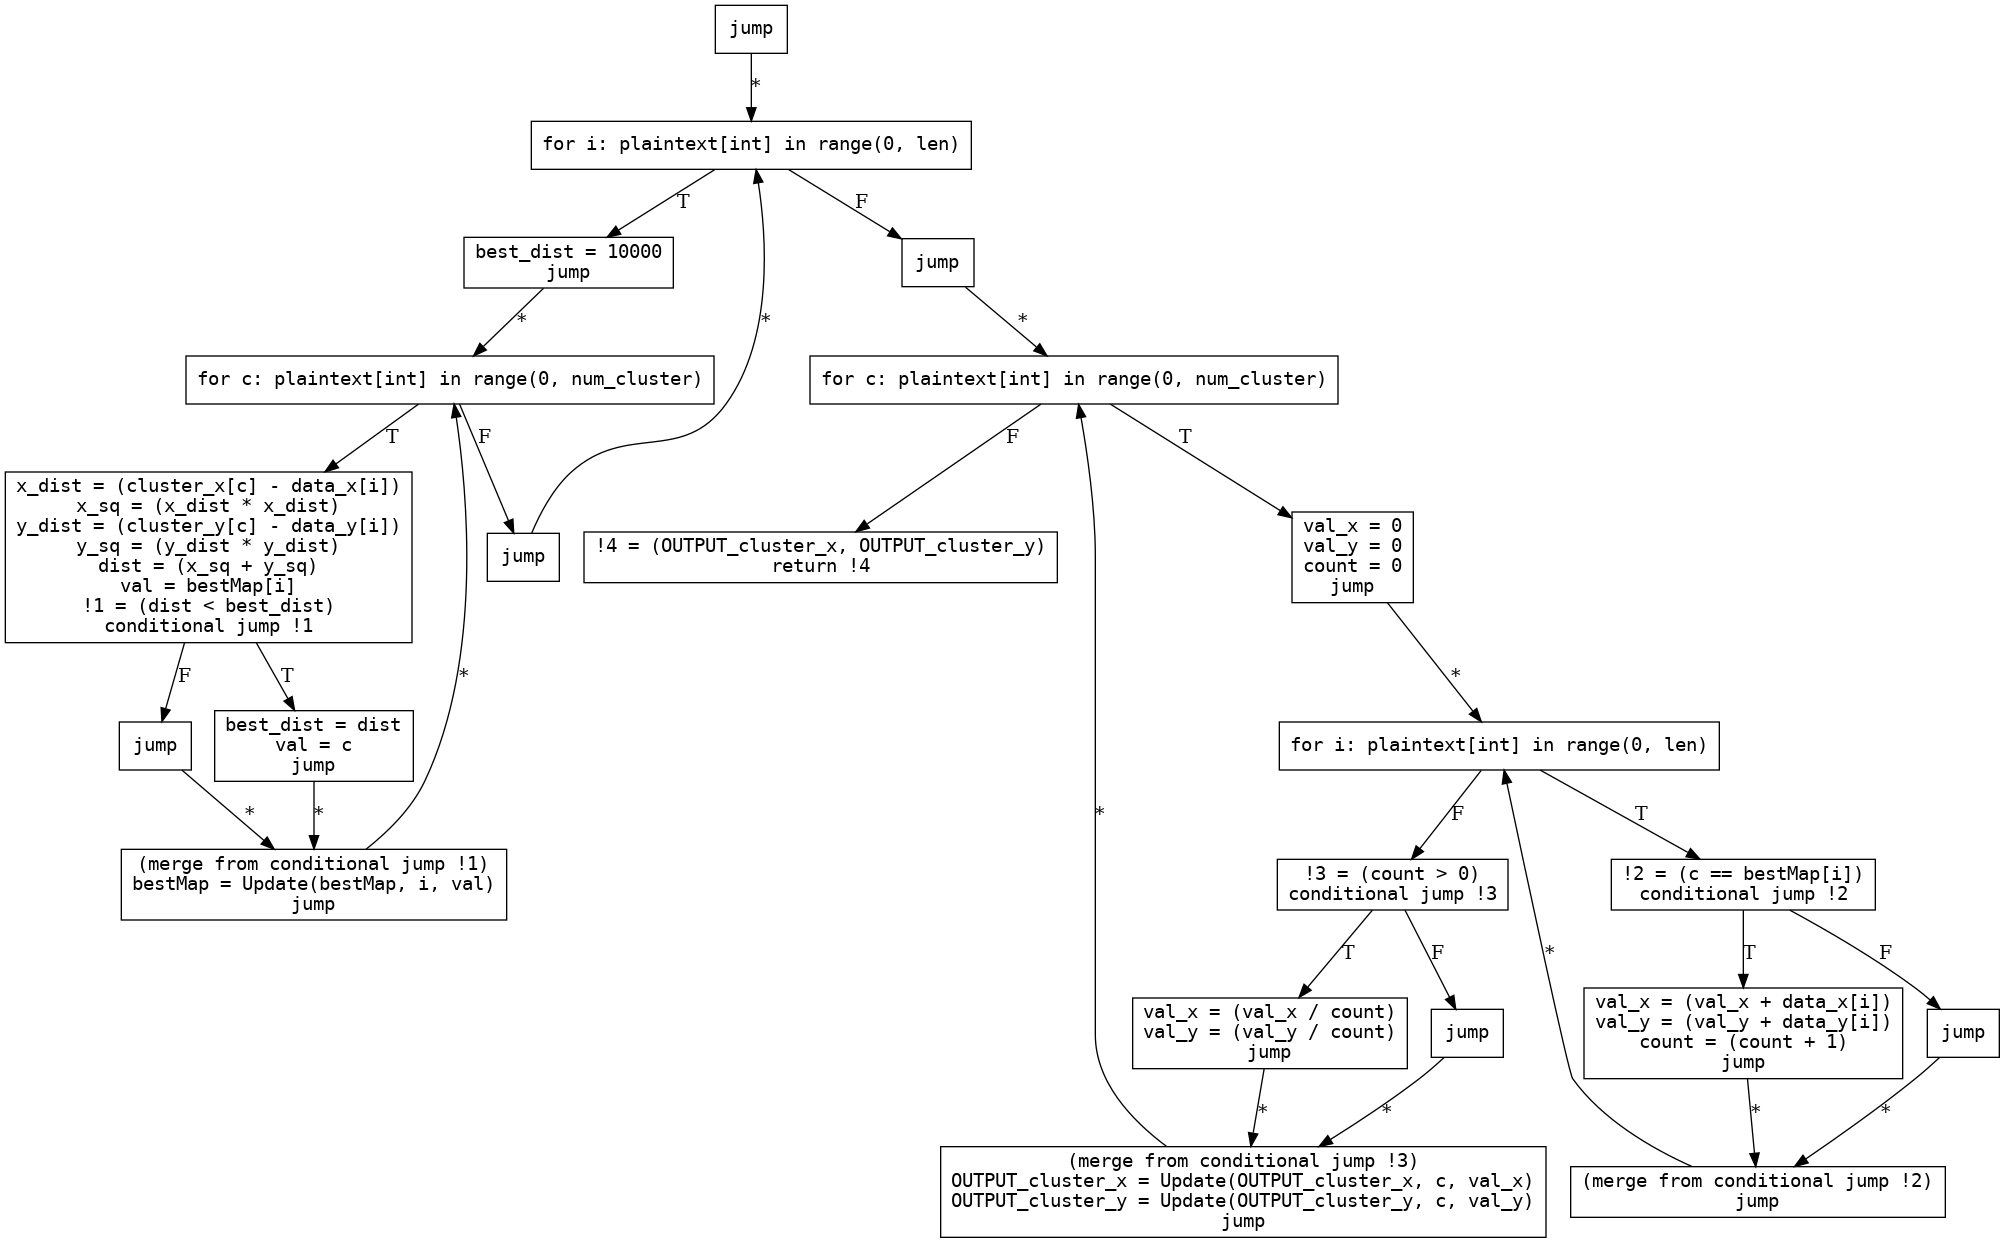 jump
*
for i: plaintext[int] in range(0, len)
T
F
best_dist = 10000
jump
jump
*
*
*
for c: plaintext[int] in range(0, num_cluster)
for c: plaintext[int] in range(0, num_cluster)
T
F
F
T
x_dist = (cluster_x[c] - data_x[i])
x_sq = (x_dist * x_dist)
y_dist = (cluster_y[c] - data_y[i])
y_sq = (y_dist * y_dist)
dist = (x_sq + y_sq)
val = bestMap[i]
!1 = (dist < best_dist)
conditional jump !1
jump
!4 = (OUTPUT_cluster_x, OUTPUT_cluster_y)
return !4
val_x = 0
val_y = 0
count = 0
jump
F
T
*
*
jump
best_dist = dist
val = c
jump
for i: plaintext[int] in range(0, len)
*
*
*
F
T
(merge from conditional jump !1)
bestMap = Update(bestMap, i, val)
jump
!3 = (count > 0)
conditional jump !3
!2 = (c == bestMap[i])
conditional jump !2
T
F
*
T
F
val_x = (val_x / count)
val_y = (val_y / count)
jump
jump
val_x = (val_x + data_x[i])
val_y = (val_y + data_y[i])
count = (count + 1)
jump
jump
*
*
*
*
(merge from conditional jump !3)
OUTPUT_cluster_x = Update(OUTPUT_cluster_x, c, val_x)
OUTPUT_cluster_y = Update(OUTPUT_cluster_y, c, val_y)
jump
(merge from conditional jump !2)
jump